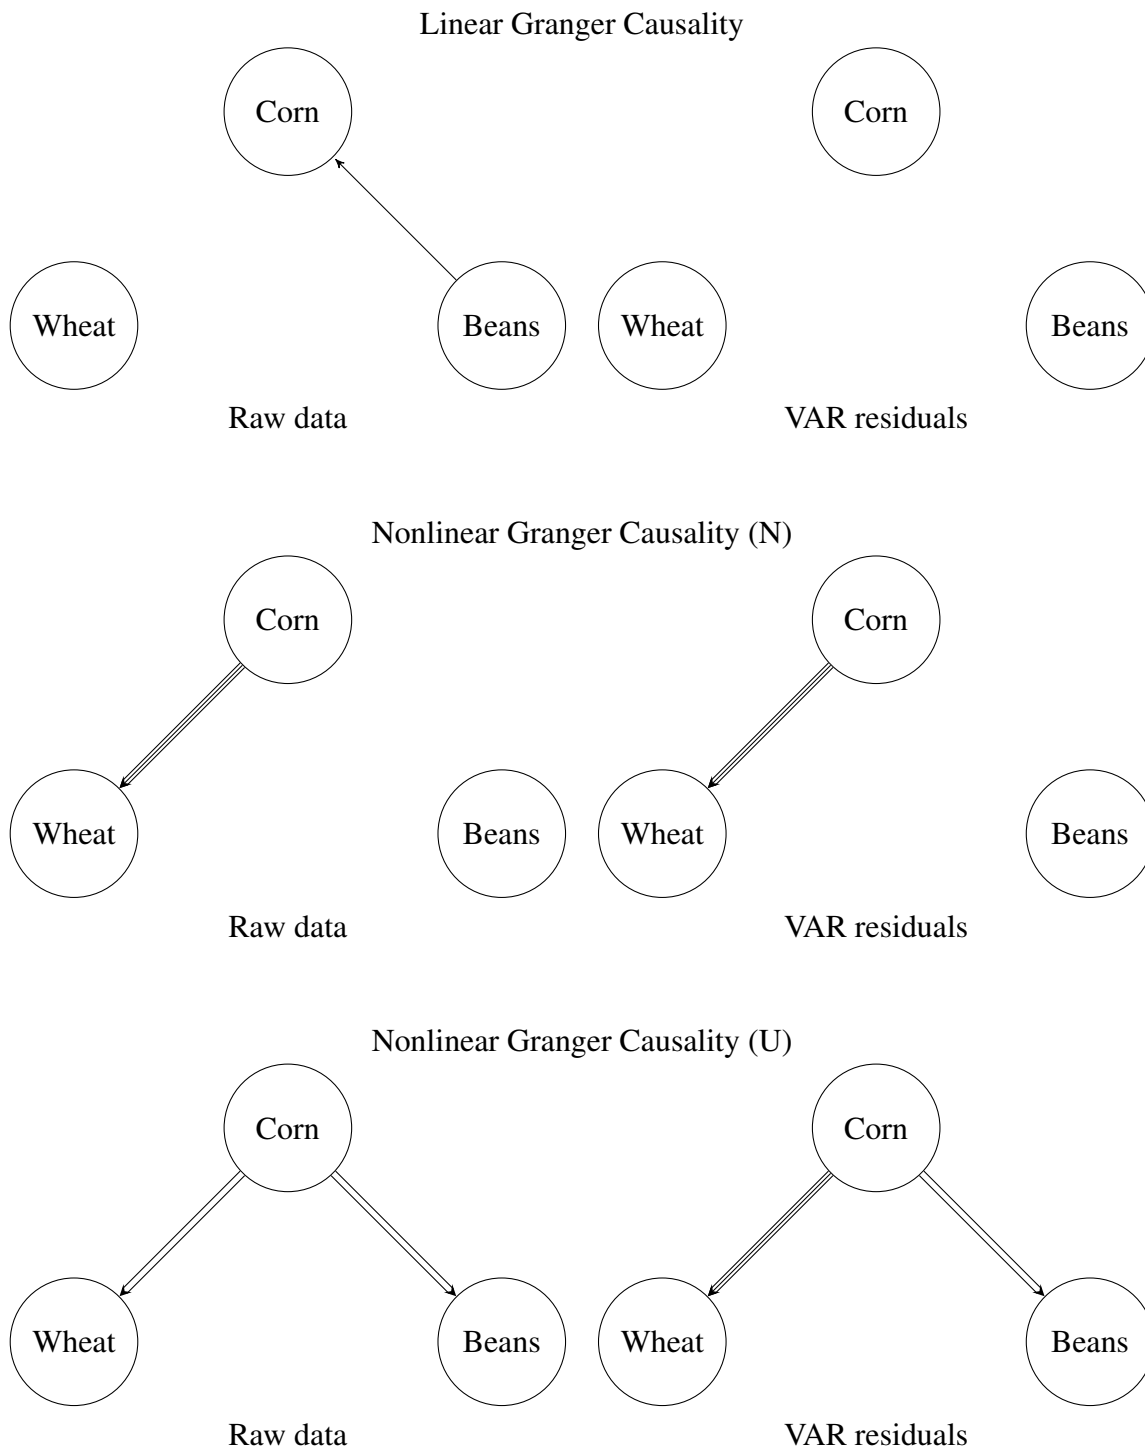 Linear Granger Causality
Corn
Corn
Wheat
Beans
Wheat
Beans
Raw data
VAR residuals
Nonlinear Granger Causality (N)
Corn
Corn
Wheat
Beans
Wheat
Beans
Raw data
VAR residuals
Nonlinear Granger Causality (U)
Corn
Corn
Wheat
Beans
Wheat
Beans
Raw data
VAR residuals